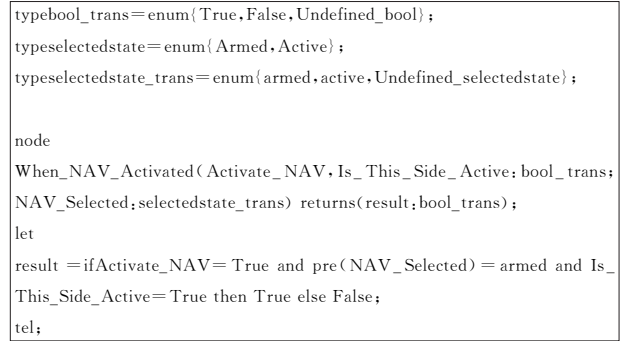 typebool_trans＝enum{True,False,Undefined_bool};
typeselectedstate＝enum{Armed,Active};
typeselectedstate_trans＝enum{armed,active,Undefined_selectedstate};
node
When_NAV_Activated(Activate_NAV,Is_This_Side_Active:bool_trans;
NAV_Selected:selectedstate_trans) returns(result:bool_trans);
let
result ＝ifActivate_NAV＝True and pre(NAV_Selected)＝armed and Is_
This_Side_Active＝True then True else False;
tel;